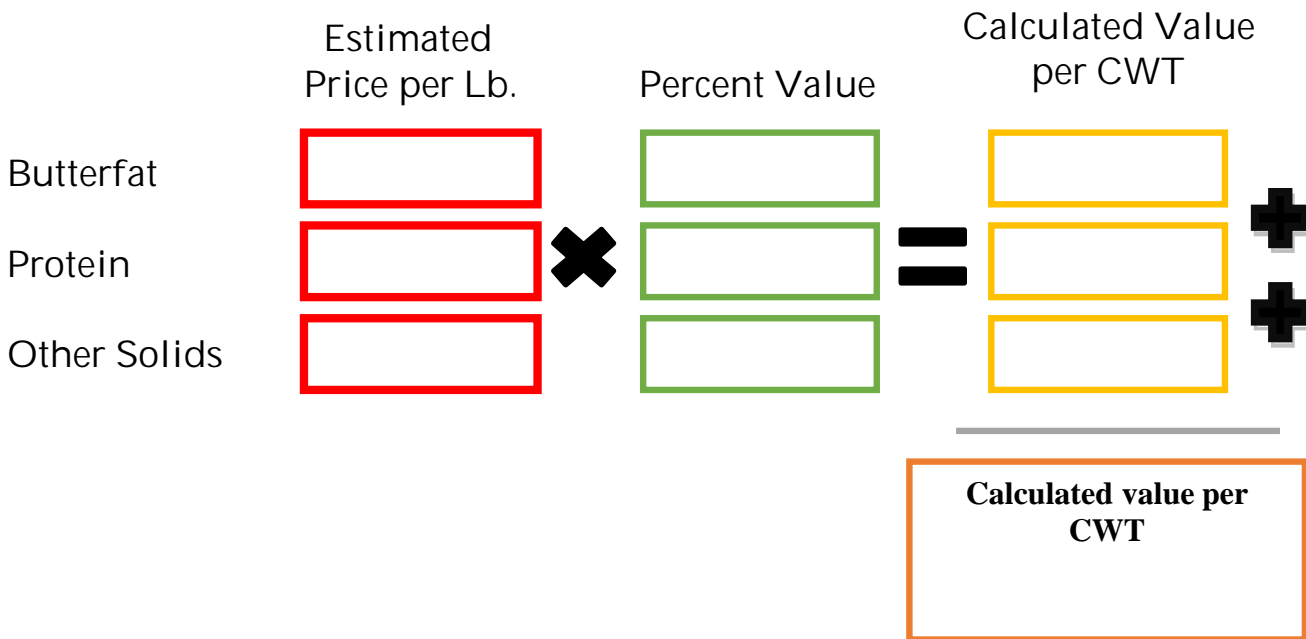 Estimated
Price per Lb.
Percent Value
Calculated Value
per CWT
Butterfat
Protein
Other Solids
Calculated value per
CWT